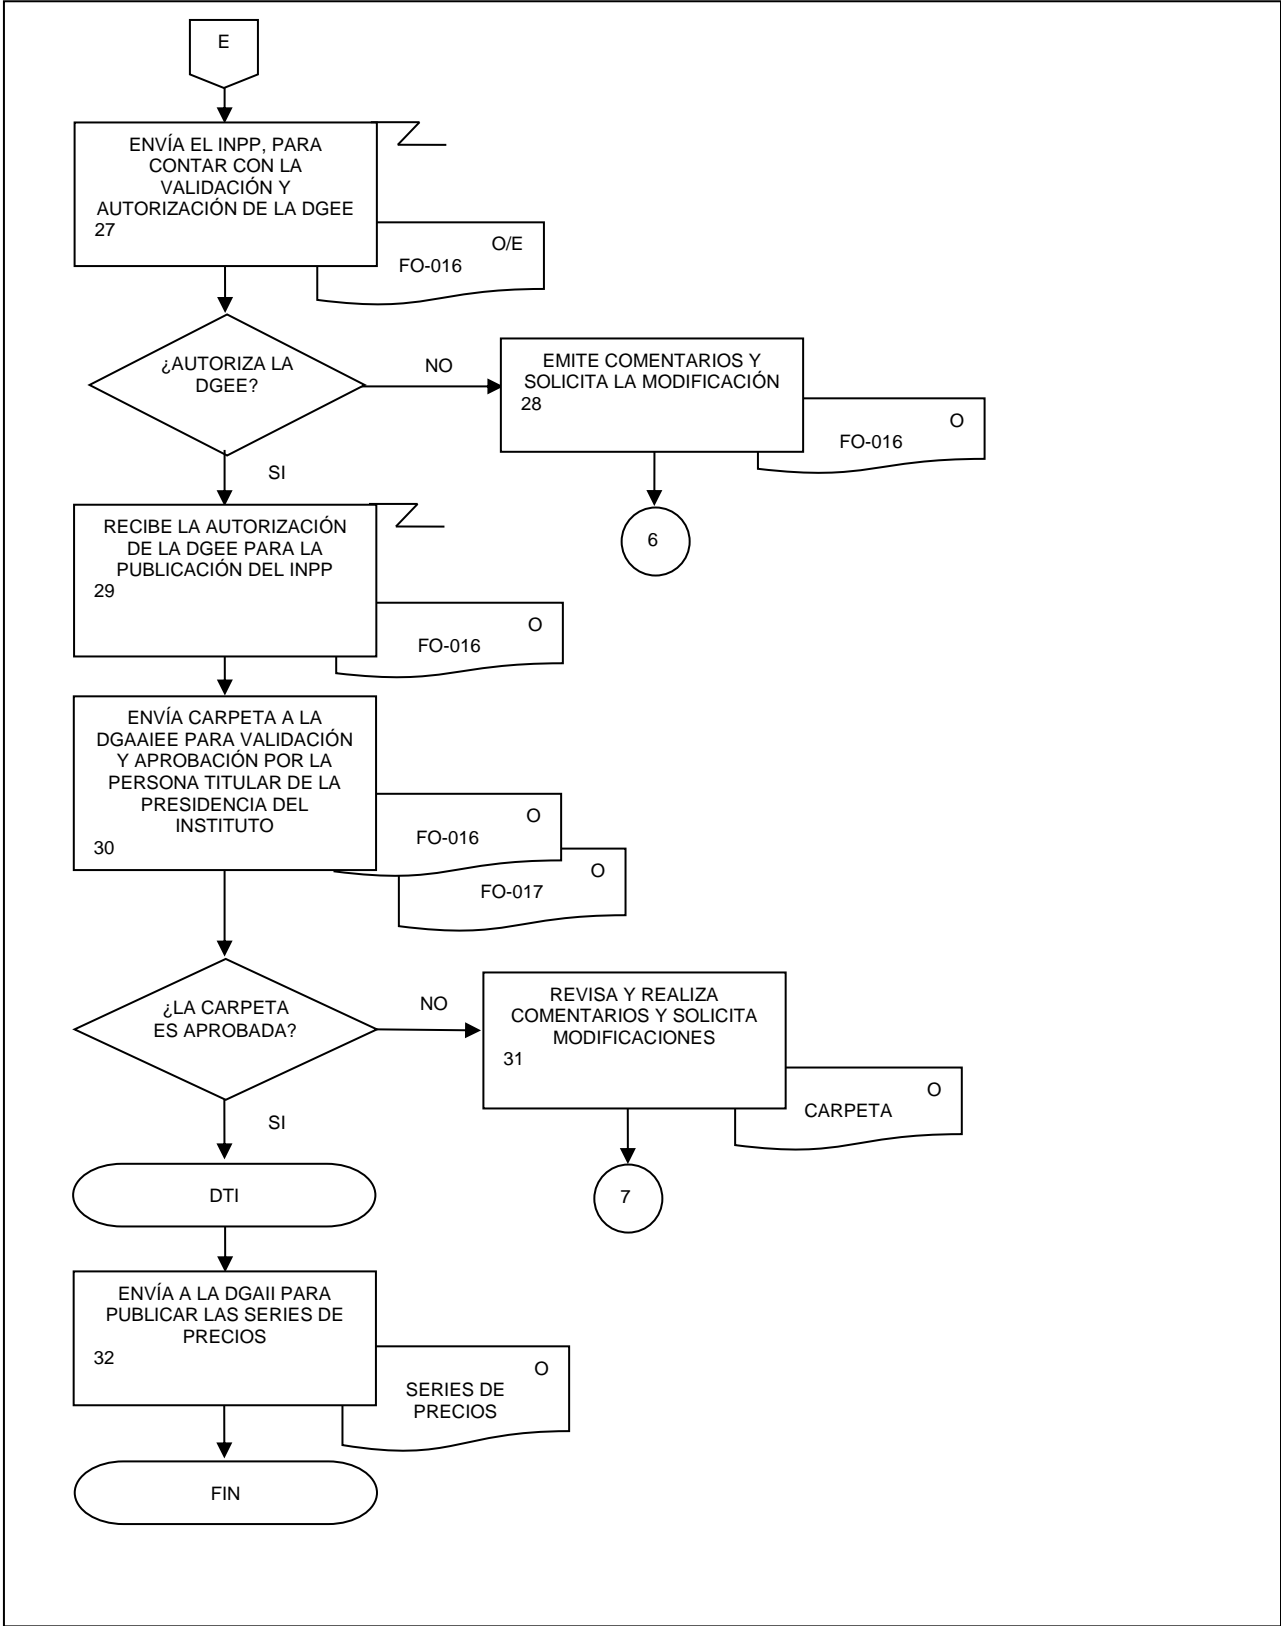 E
ENVÍA EL INPP, PARA
CONTAR CON LA
VALIDACIÓN Y
AUTORIZACIÓN DE LA DGEE
27
O/E
FO-016
¿AUTORIZA LA
DGEE?
NO
EMITE COMENTARIOS Y
SOLICITA LA MODIFICACIÓN
28
O
FO-016
6
SI
RECIBE LA AUTORIZACIÓN
DE LA DGEE PARA LA
PUBLICACIÓN DEL INPP
29
O
FO-016
ENVÍA CARPETA A LA
DGAAIEE PARA VALIDACIÓN
Y APROBACIÓN POR LA
PERSONA TITULAR DE LA
PRESIDENCIA DEL
INSTITUTO
30
O
FO-016
O
FO-017
¿LA CARPETA
ES APROBADA?
NO
REVISA Y REALIZA
COMENTARIOS Y SOLICITA
MODIFICACIONES
31
O
CARPETA
7
SI
DTI
ENVÍA A LA DGAII PARA
PUBLICAR LAS SERIES DE
PRECIOS
32
O
SERIES DE
PRECIOS
FIN